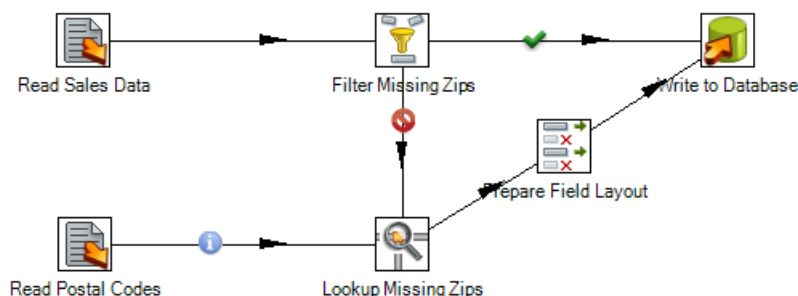 Read Sales Data
Filter Missing Zips
Write to Database
Prepare Field Layout
Read Postal Codes
Lookup Missing Zips